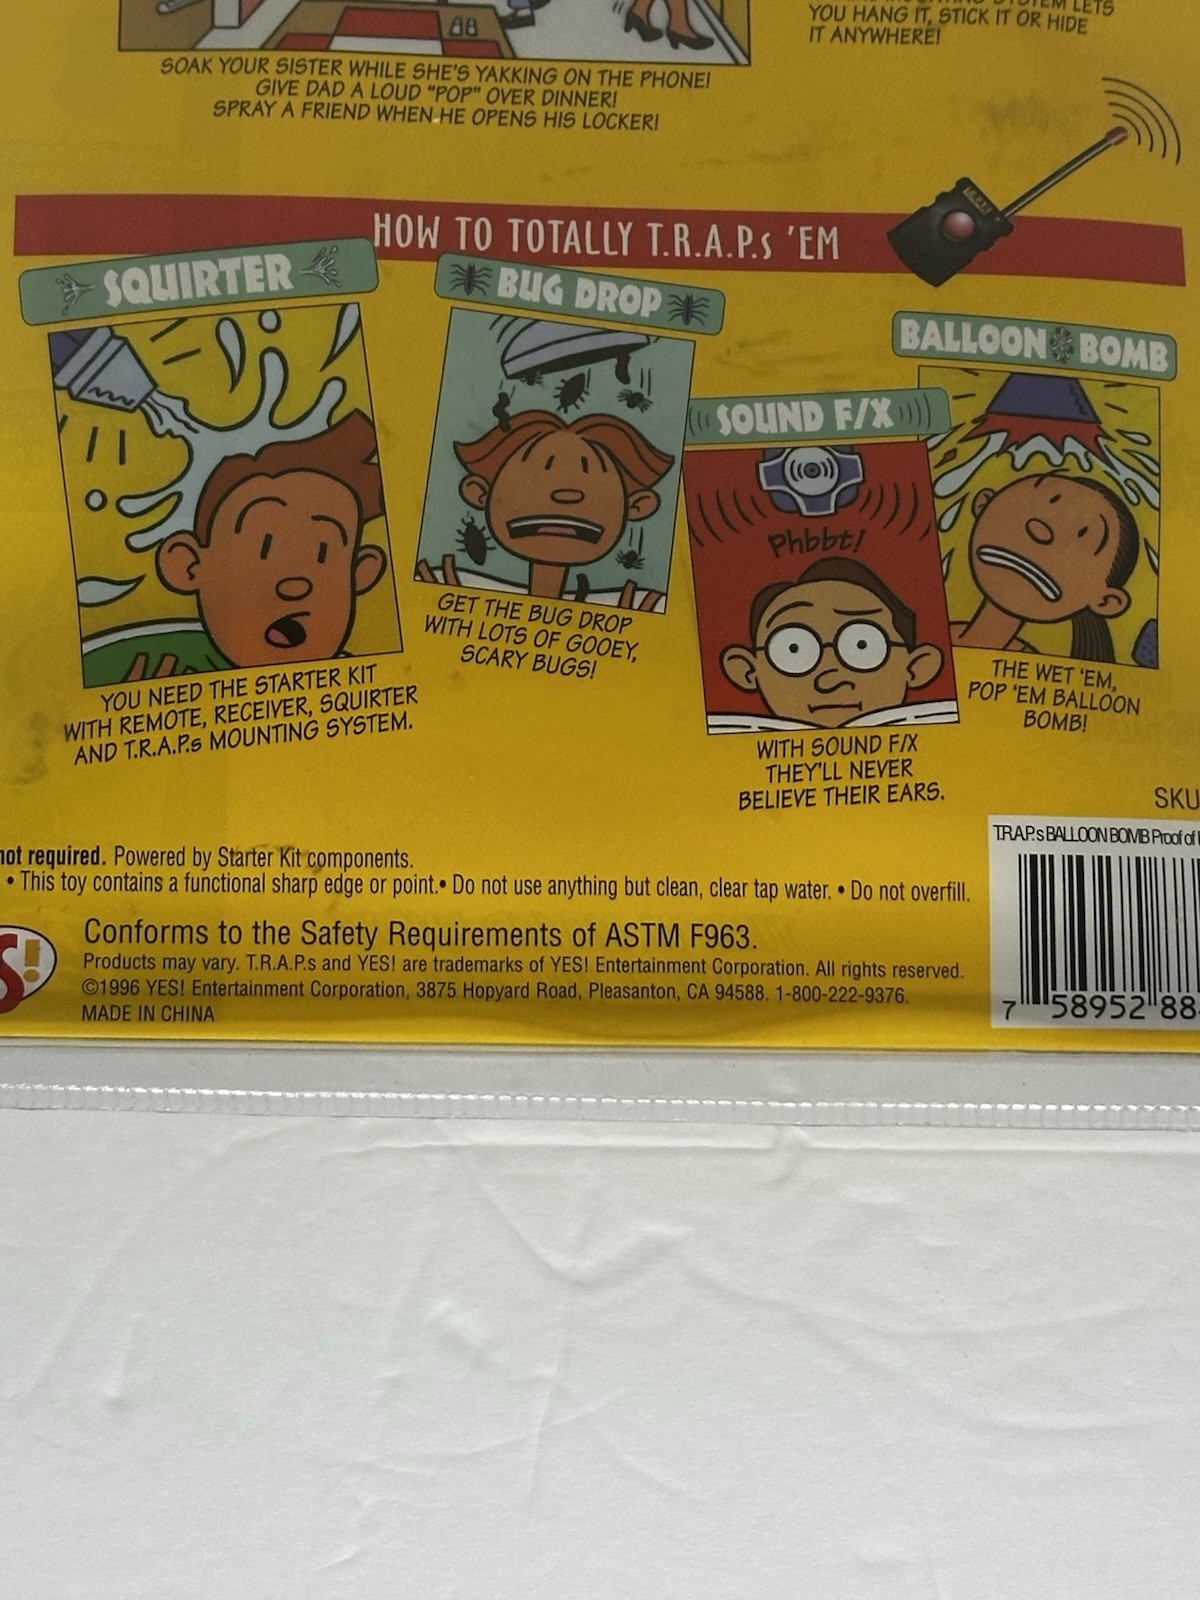 SYSTEM LETS
YOU HANG IT, STICK IT OR HIDE
IT ANYWHERE!
SOAK YOUR SISTER WHILE SHE'S YAKKING ON THE PHONE!
GIVE DAD A LOUD "POP" OVER DINNER!
SPRAY A FRIEND WHEN HE OPENS HIS LOCKER!
HOW TO TOTALLY T.R.A.P.s 'EM
SQUIRTER
YOU NEED THE STARTER KIT
WITH REMOTE, RECEIVER, SQUIRTER
AND T.R.A.P.s MOUNTING SYSTEM.
BUG DROP
GET THE BUG DROP
WITH LOTS OF GOOEY,
SCARY BUGS!
SOUND F/X
Phbbt!
WITH SOUND F/X
THEY'LL NEVER
BELIEVE THEIR EARS.
BALLOON BOMB
THE WET 'EM,
POP 'EM BALLOON
BOMB!
SKU
T.R.A.P.s BALLOON BOMB Proof of
7 58952 88
not required. Powered by Starter Kit components.
• This toy contains a functional sharp edge or point. • Do not use anything but clean, clear tap water. • Do not overfill.
S!
Conforms to the Safety Requirements of ASTM F963.
Products may vary. T.R.A.P.s and YES! are trademarks of YES! Entertainment Corporation. All rights reserved.
©1996 YES! Entertainment Corporation, 3875 Hopyard Road, Pleasanton, CA 94588. 1-800-222-9376.
MADE IN CHINA